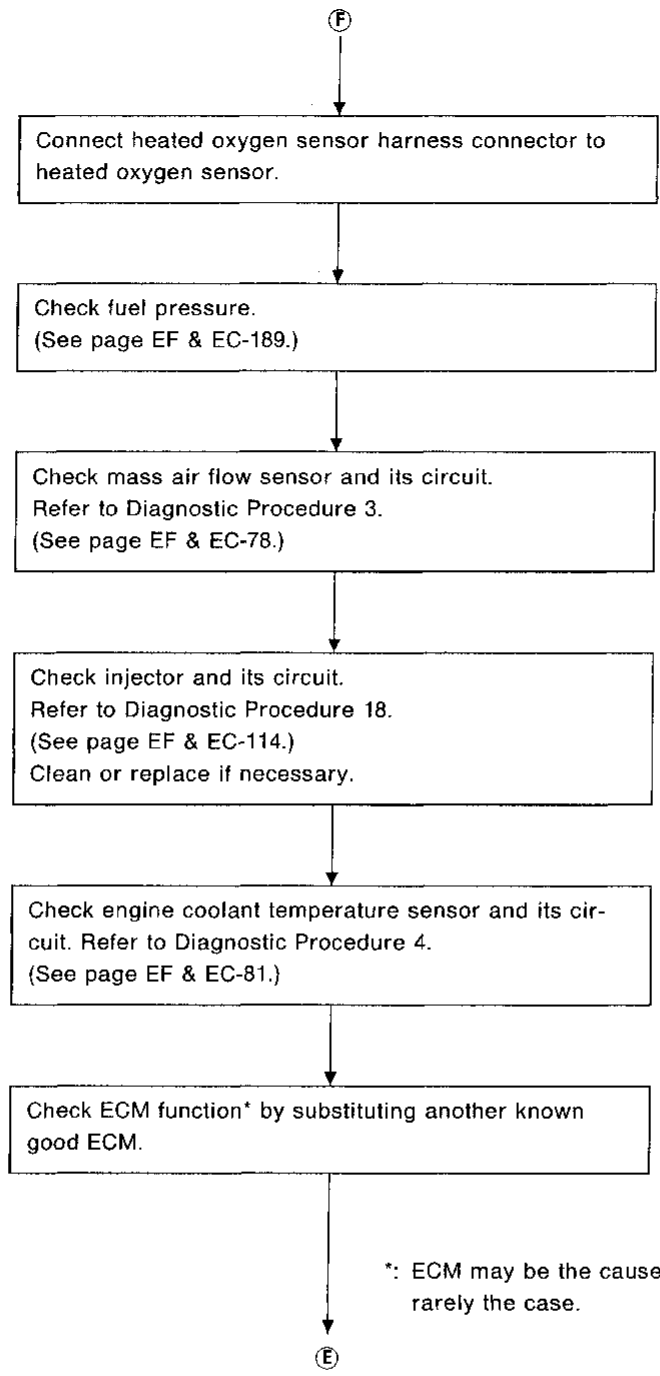 F
Connect heated oxygen sensor harness connector to
heated oxygen sensor.
Check fuel pressure.
(See page EF & EC-189.)
Check mass air flow sensor and its circuit.
Refer to Diagnostic Procedure 3.
(See page EF & EC-78.)
Check injector and its circuit.
Refer to Diagnostic Procedure 18.
(See page EF & EC-114.)
Clean or replace if necessary.
Check engine coolant temperature sensor and its cir-
cuit. Refer to Diagnostic Procedure 4.
(See page EF & EC-81.)
Check ECM function* by substituting another known
good ECM.
*: ECM may be the cause
rarely the case.
E